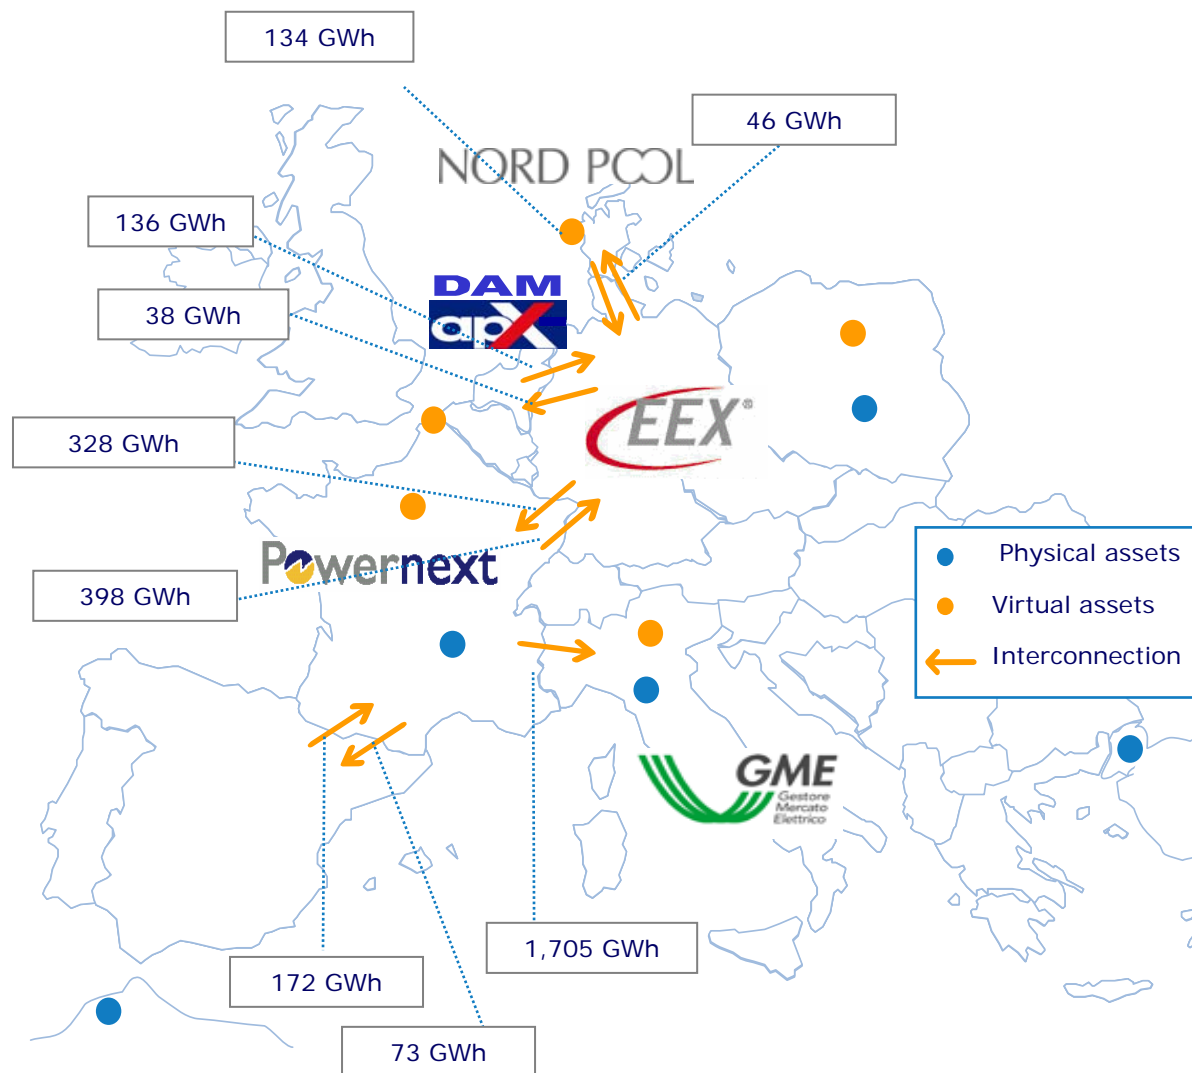 134 GWh
46 GWh
NORD POOL
136 GWh
DAM
apX
38 GWh
EEX®
328 GWh
Powernext
398 GWh
Physical assets
Virtual assets
Interconnection
GME
Gestore
Mercato
Elettrico
1,705 GWh
172 GWh
73 GWh